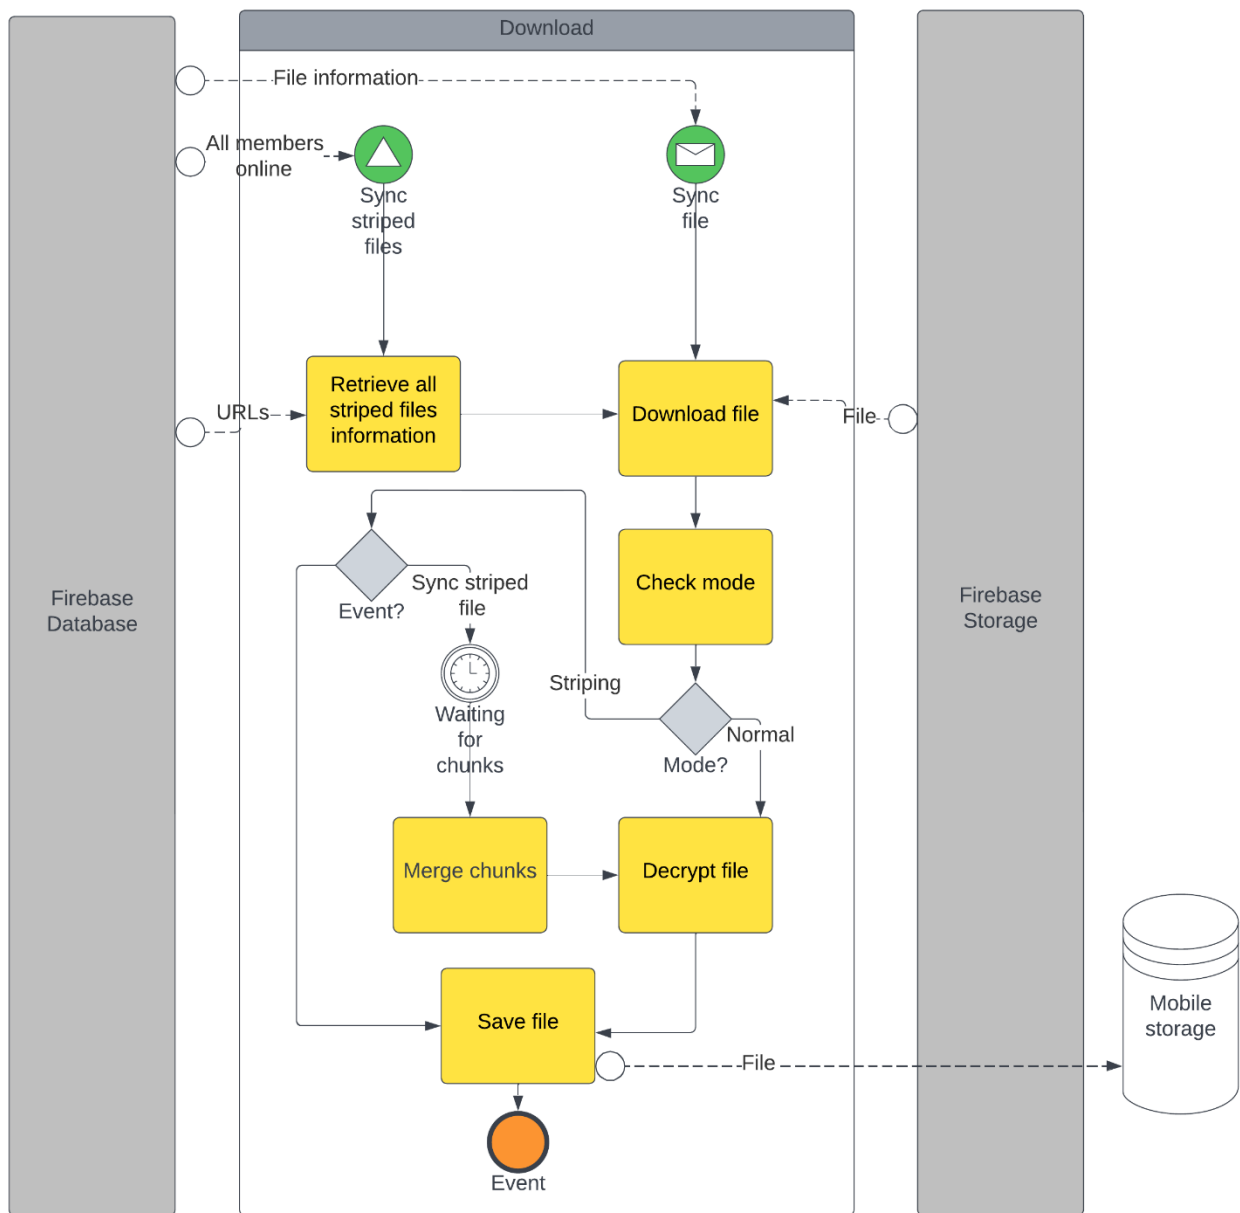 Download
File information
All members
online
Sync
striped
files
Sync
file
Retrieve all
striped files
information
URLs
Download file
File
Check mode
Event?
Sync striped
file
Firebase
Database
Firebase
Storage
Waiting
for
chunks
Striping
Mode?
Normal
Merge chunks
Decrypt file
Save file
File
Mobile
storage
Event